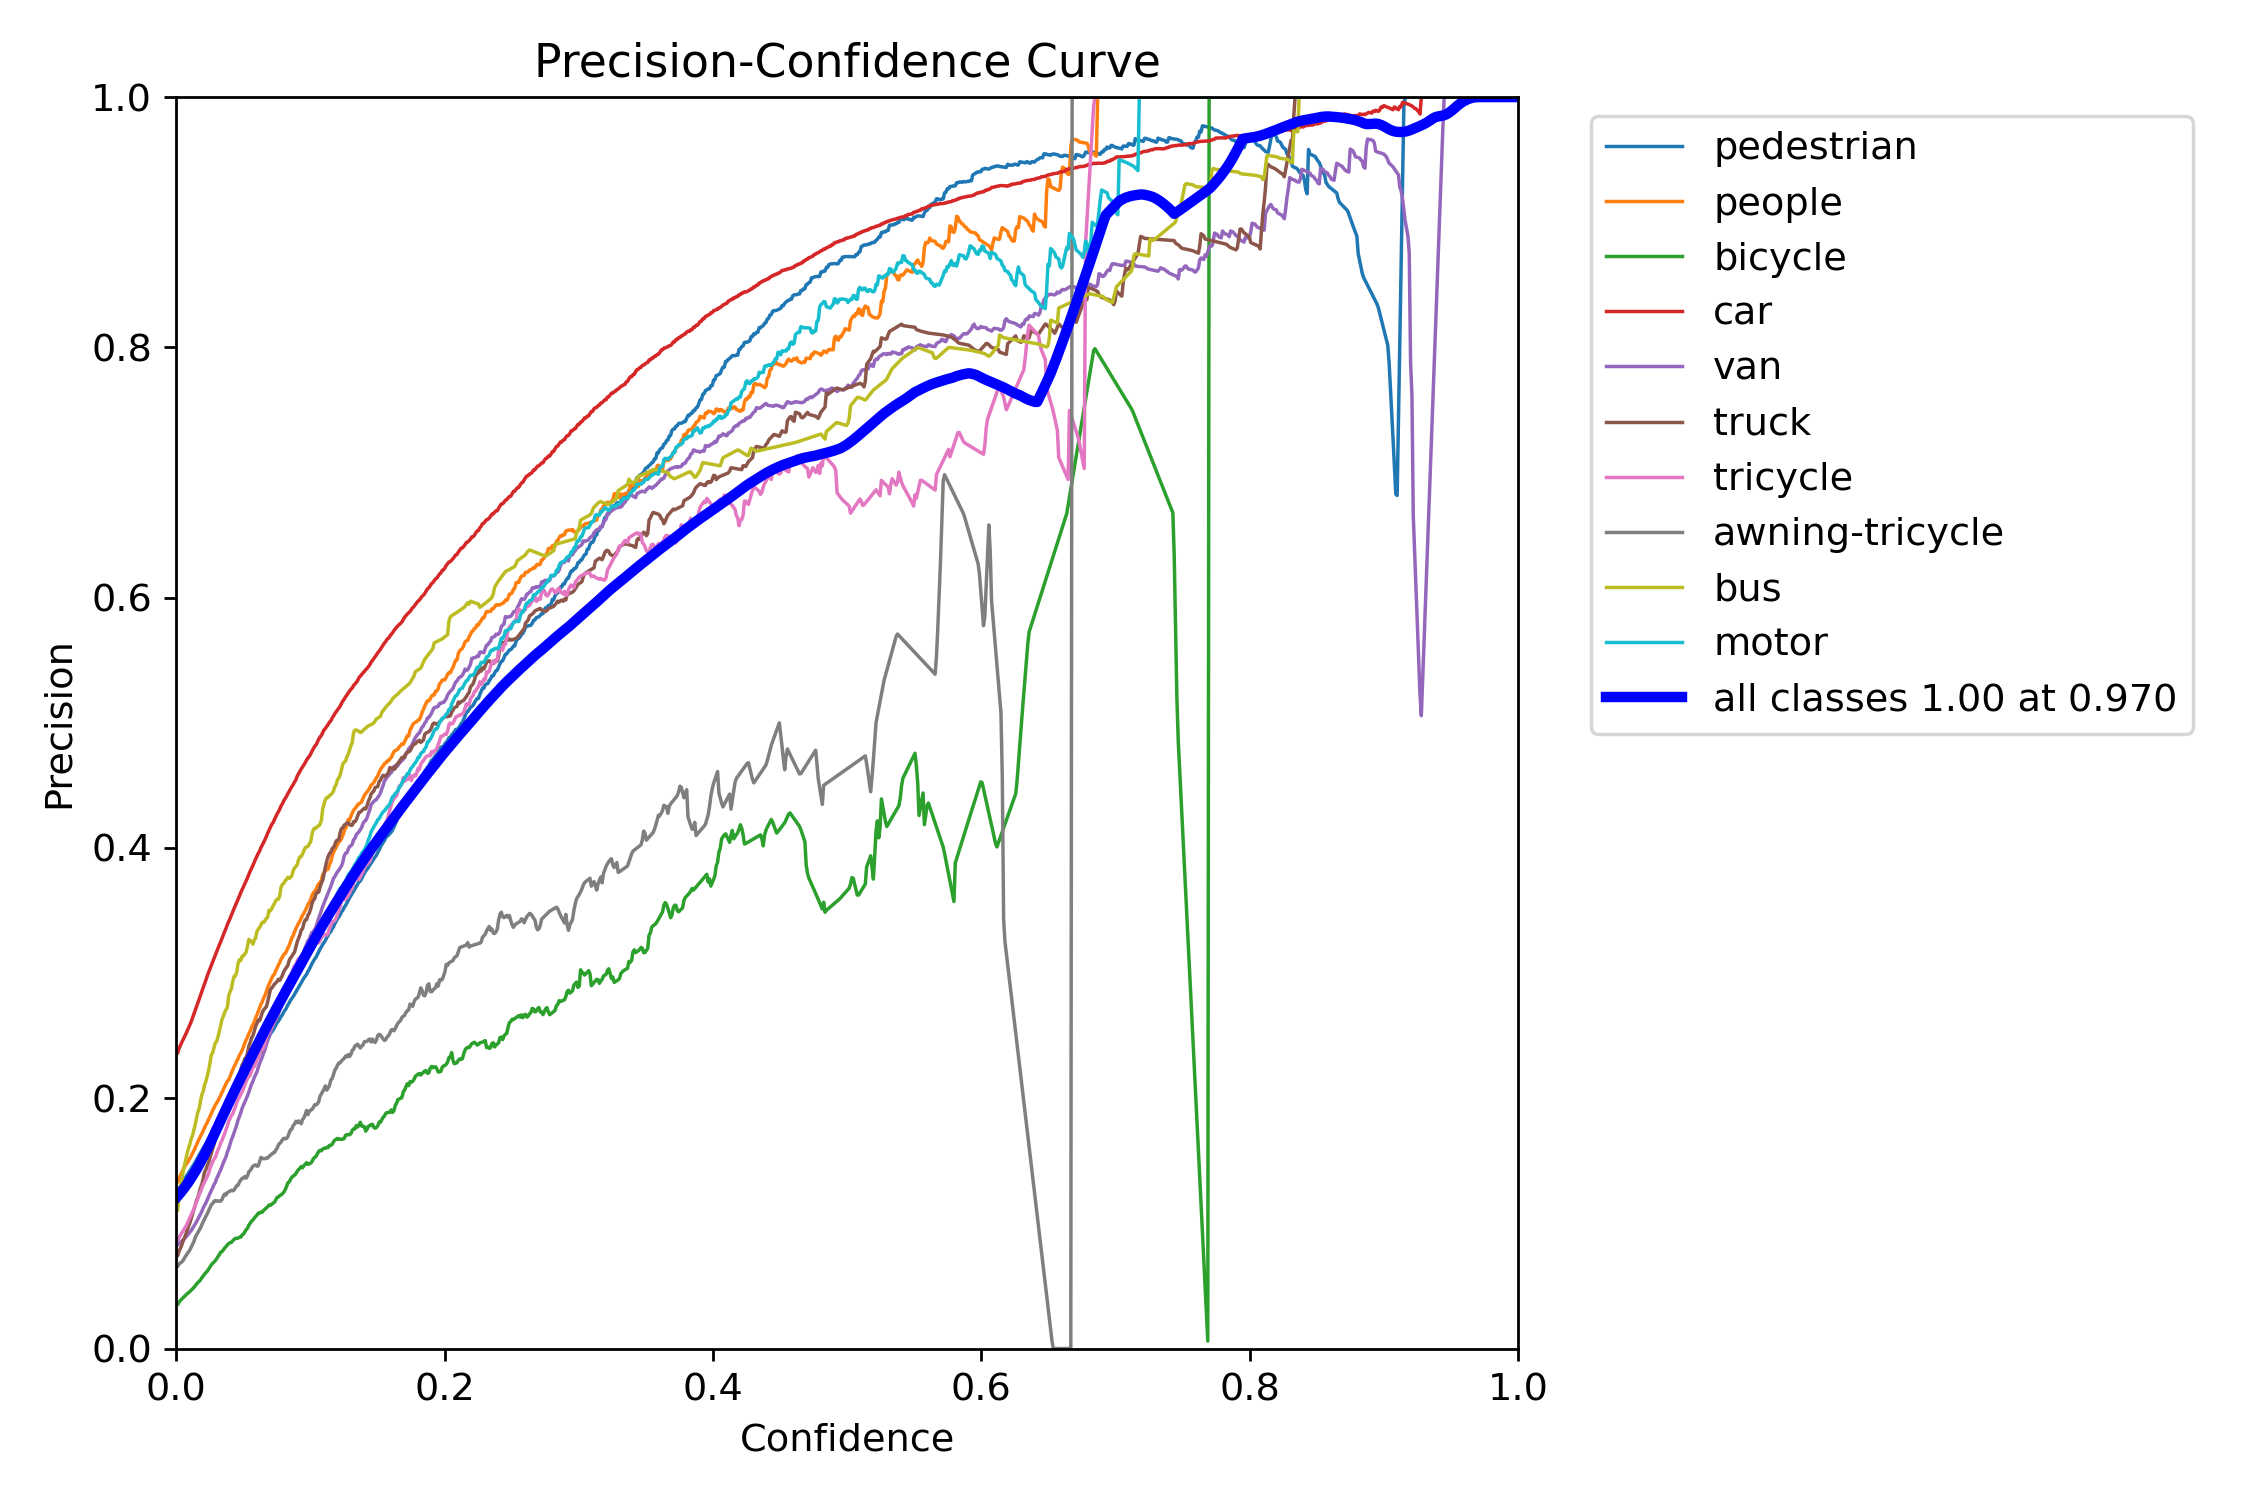 Precision-Confidence Curve
1.0
0.8
0.6
0.4
0.2
0.0
Precision
0.0 0.2 0.4 0.6 0.8 1.0
Confidence
pedestrian
people
bicycle
car
van
truck
tricycle
awning-tricycle
bus
motor
all classes 1.00 at 0.970